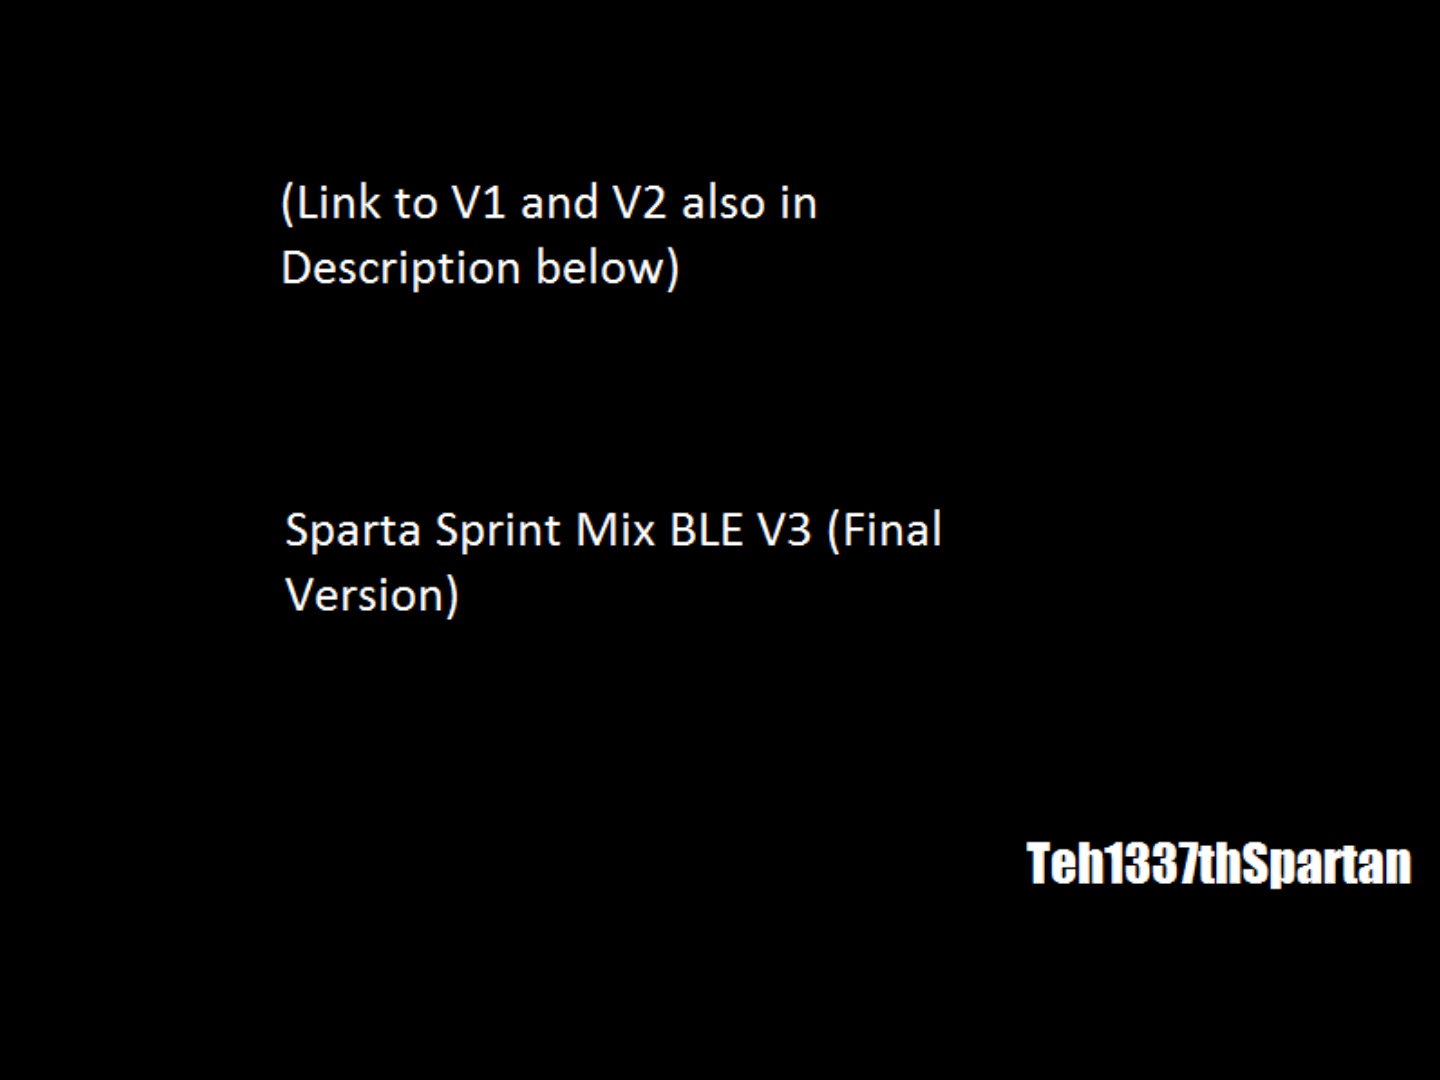 (Link to V1 and V2 also in
Description below)
Sparta Sprint Mix BLE V3 (Final
Version)
Teh1337thSpartan